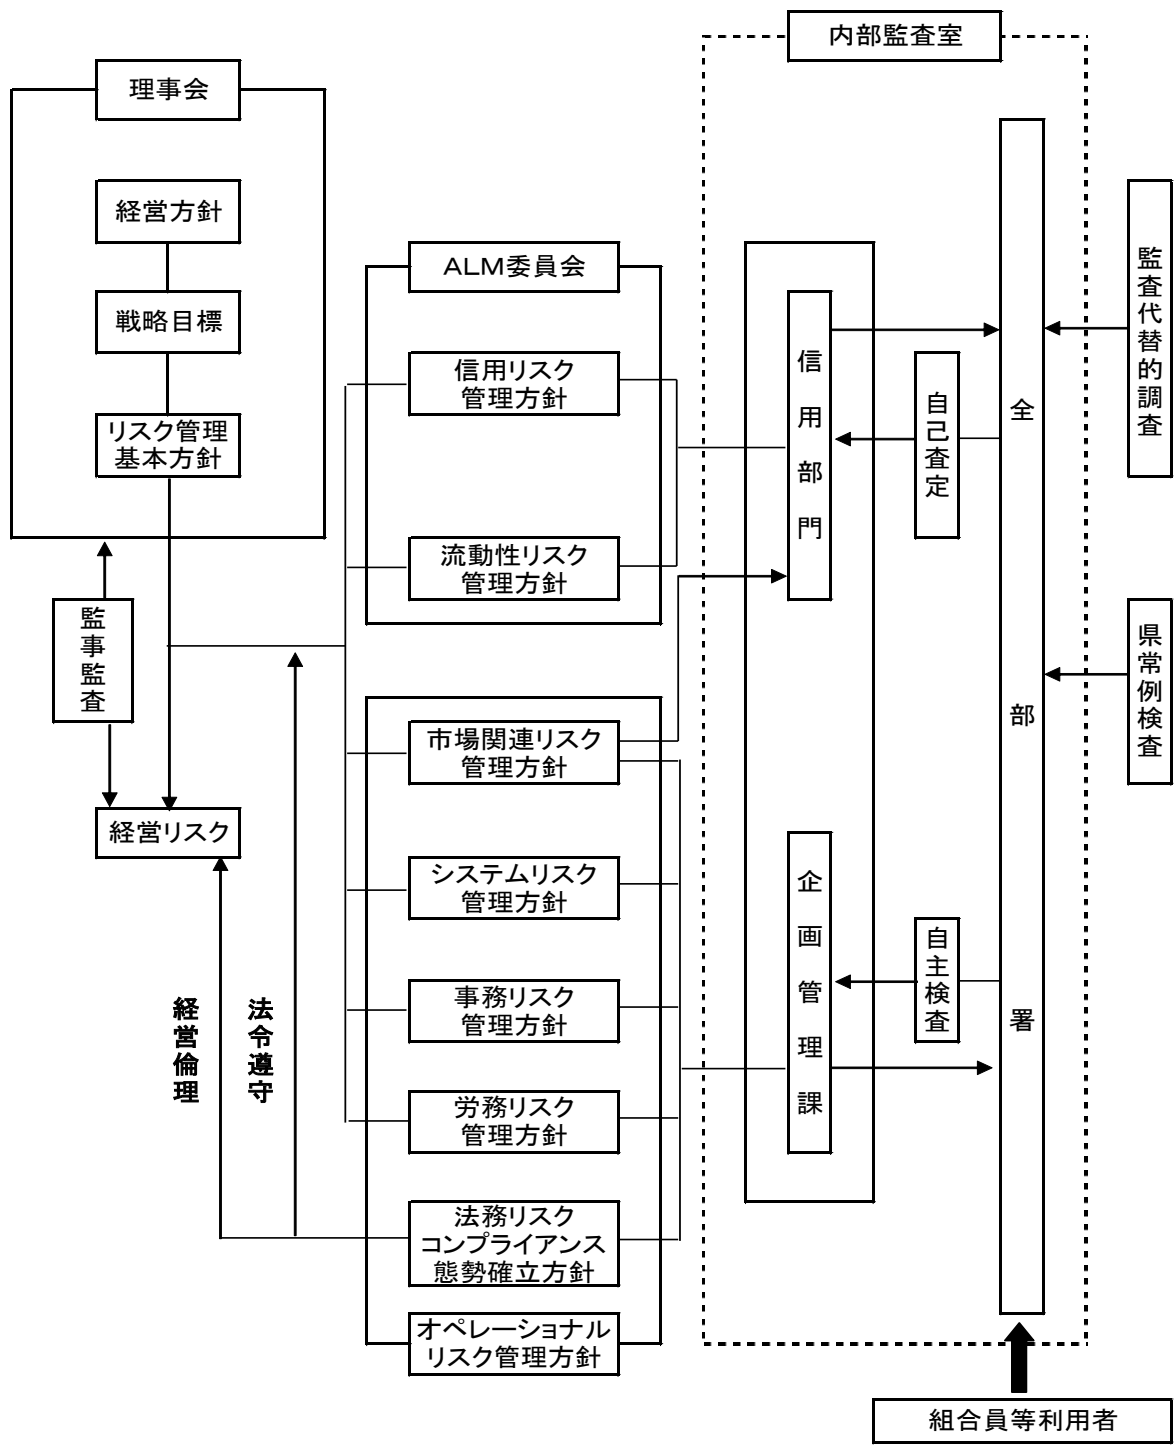 内部監査室
理事会
経営方針
戦略目標
リスク管理
基本方針
監事監査
経営リスク
経営倫理
法令遵守
ALM委員会
信用リスク
管理方針
流動性リスク
管理方針
市場関連リスク
管理方針
システムリスク
管理方針
事務リスク
管理方針
労務リスク
管理方針
法務リスク
コンプライアンス
態勢確立方針
オペレーショナル
リスク管理方針
信用部門
企画管理課
自己査定
自主検査
全部署
監査代替的調査
県常例検査
組合員等利用者